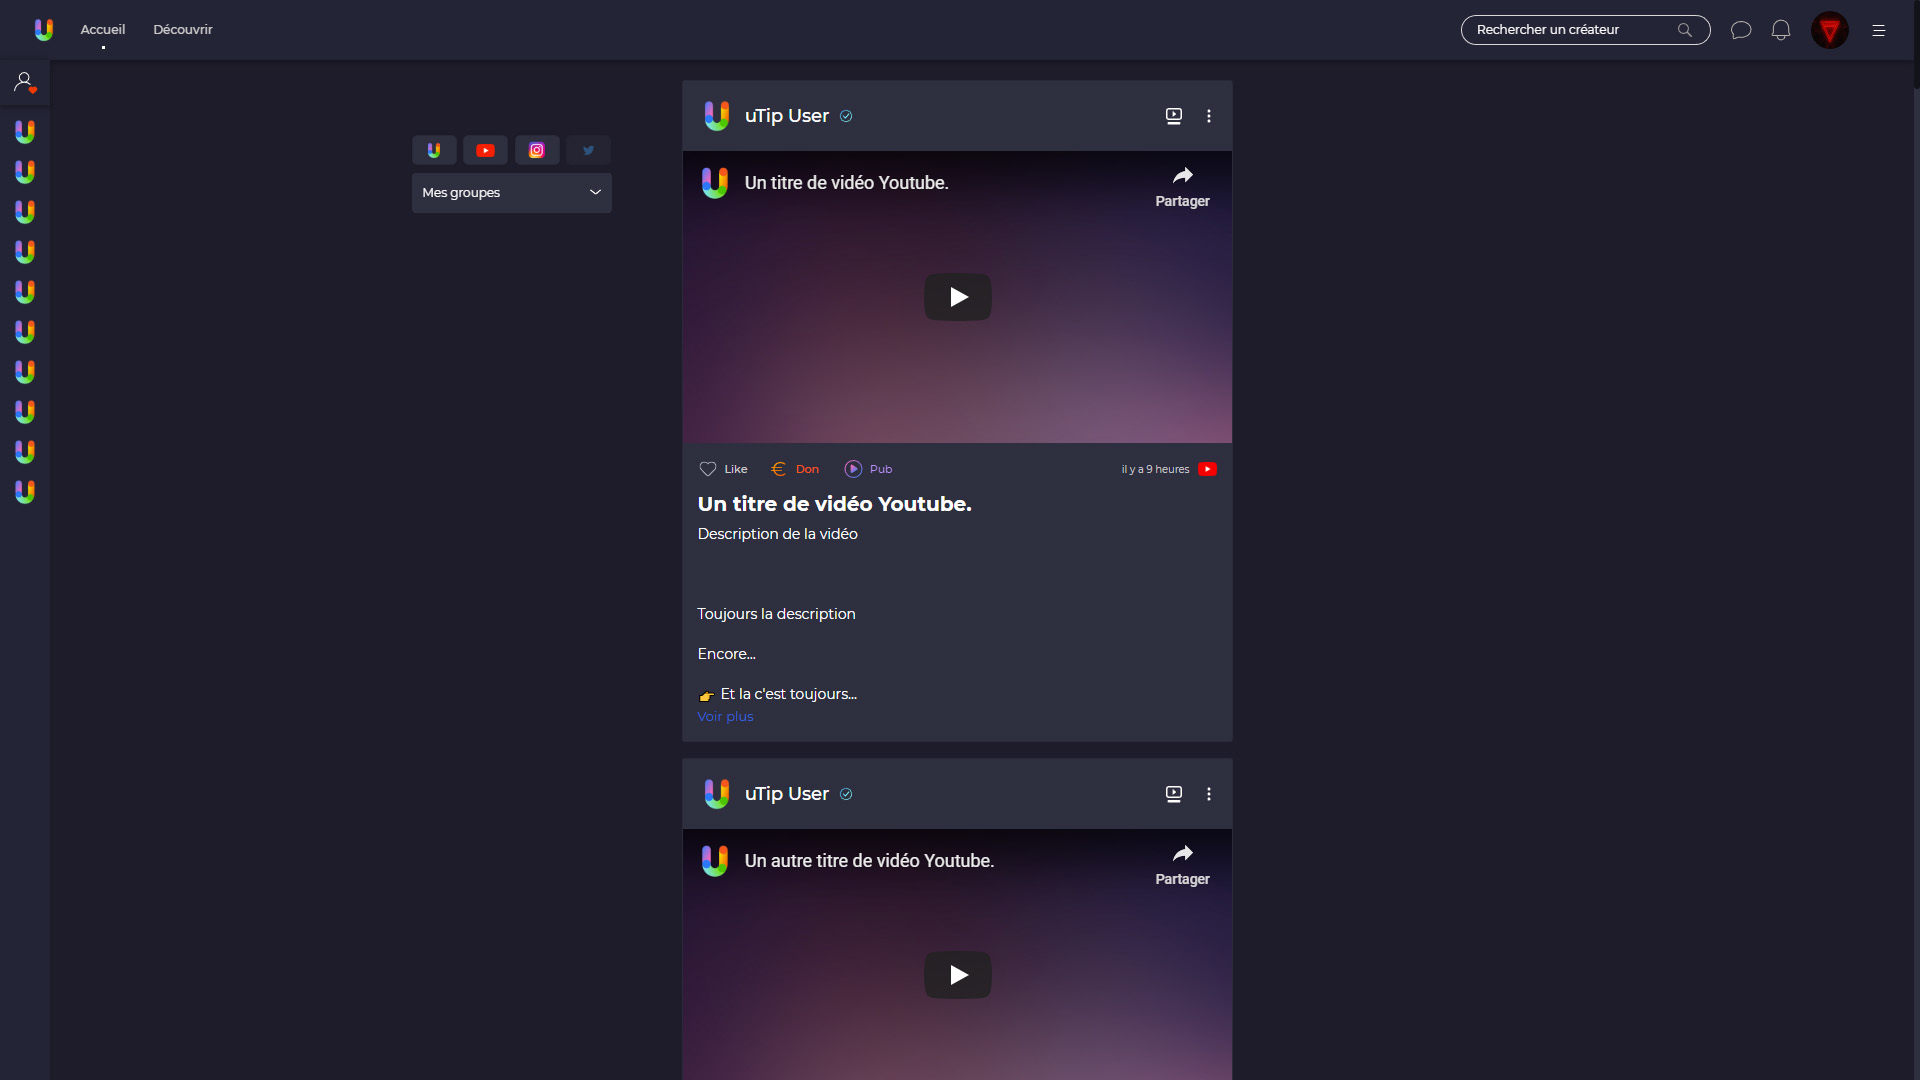 Accueil
Découvrir
Rechercher un créateur
Mes groupes
uTip User
Un titre de vidéo Youtube.
Partager
Like
Don
Pub
il y a 9 heures
Un titre de vidéo Youtube.
Description de la vidéo
Toujours la description
Encore...
👉 Et la c'est toujours...
Voir plus
uTip User
Un autre titre de vidéo Youtube.
Partager